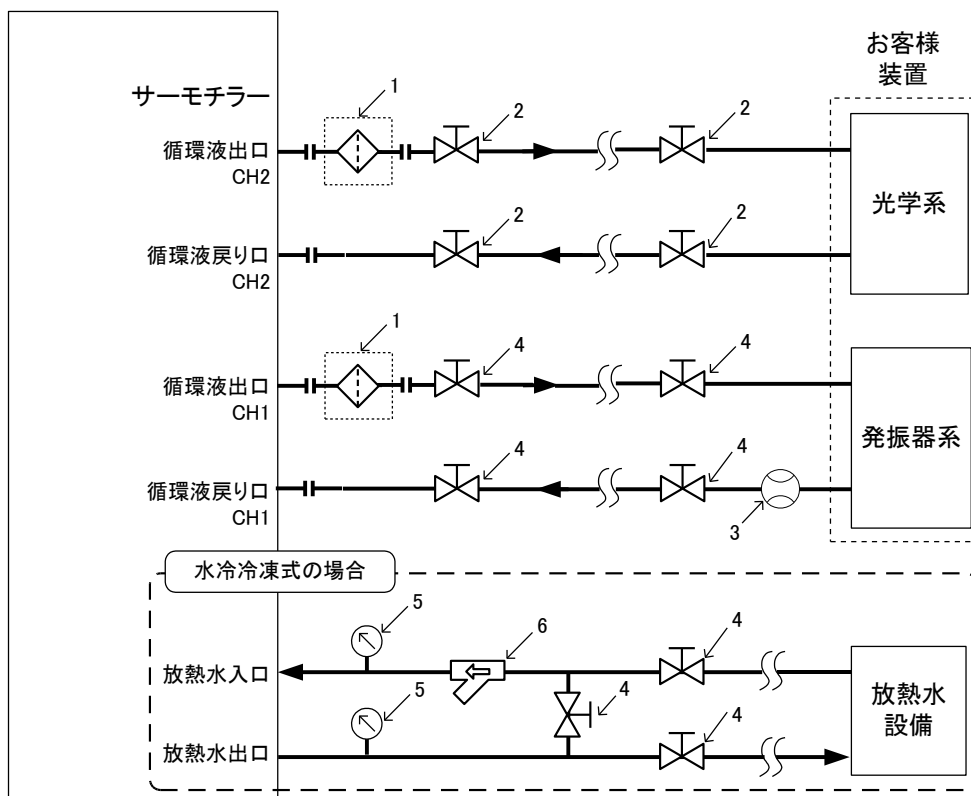 お客様
装置
サーモチラー
1
2
2
循環液出口
CH2
光学系
2
2
循環液戻り口
CH2
1
4
4
循環液出口
CH1
発振器系
4
4
循環液戻り口
CH1
3
水冷冷凍式の場合
5
6
4
放熱水入口
放熱水
設備
5
4
4
放熱水出口